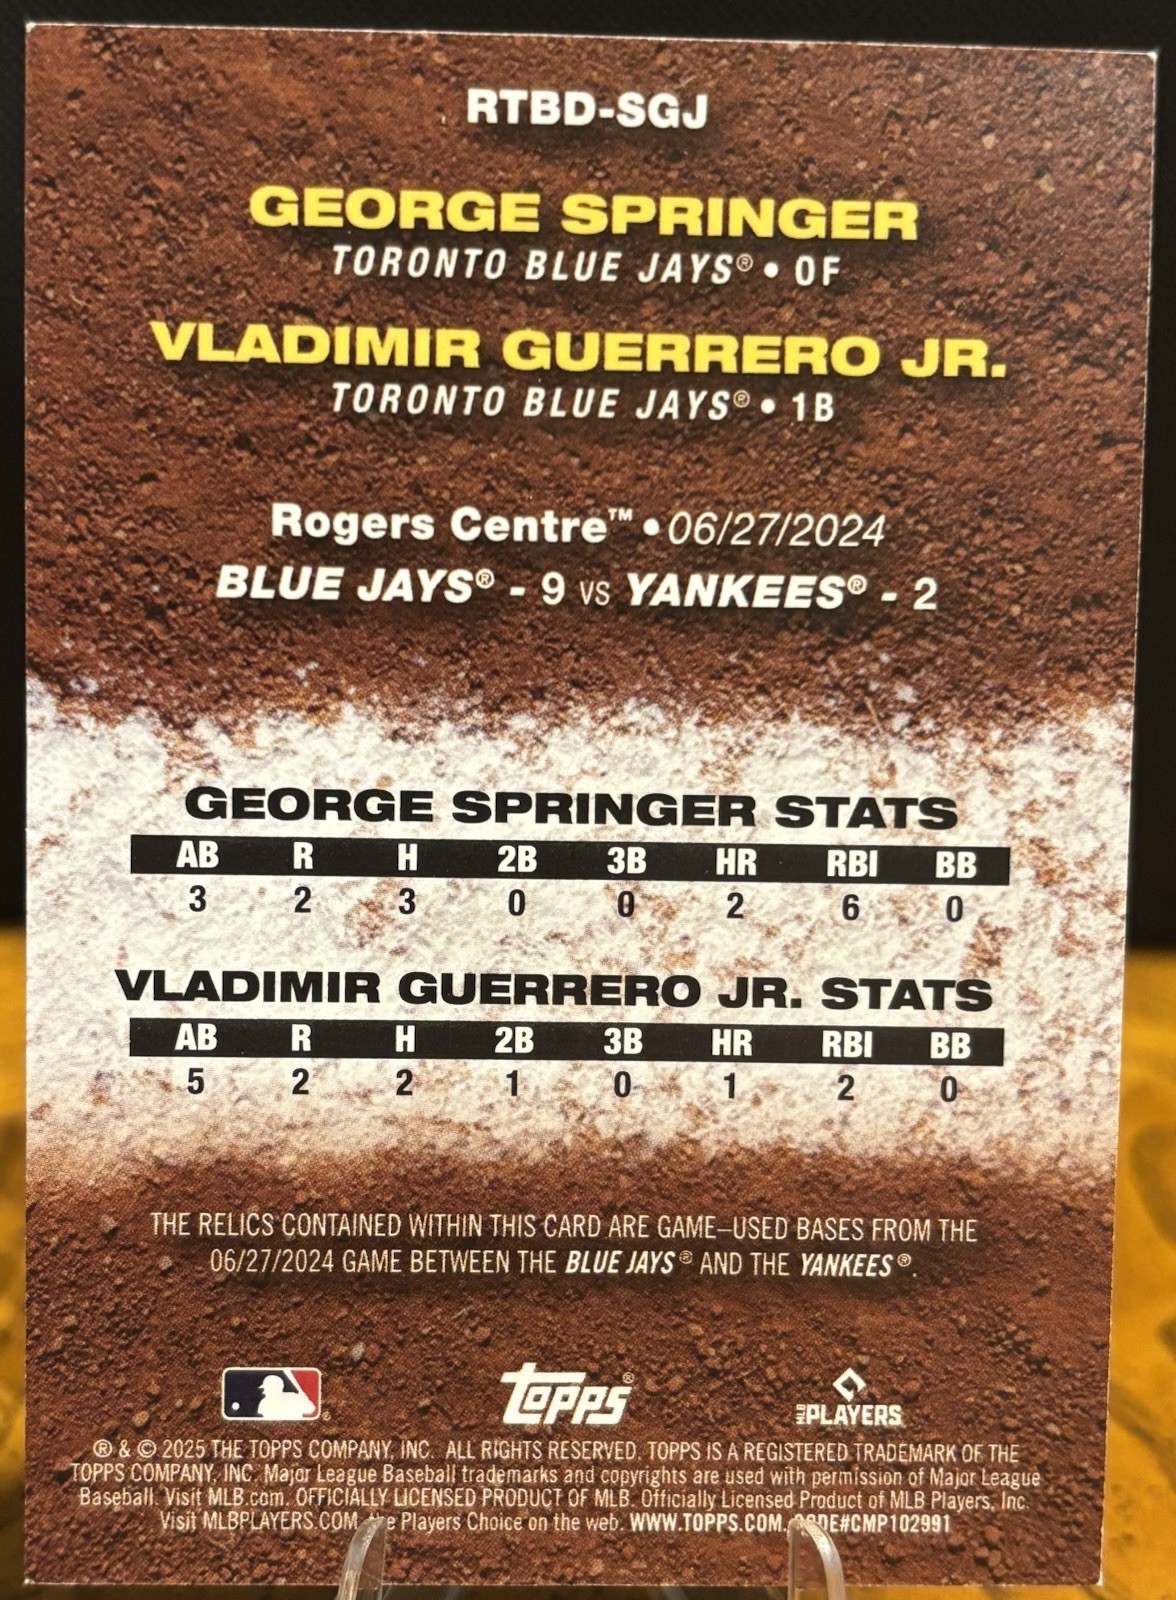 RTBD-SGJ
GEORGE SPRINGER
TORONTO BLUE JAYS® • OF
VLADIMIR GUERRERO JR.
TORONTO BLUE JAYS® • 1B
Rogers Centre™ • 06/27/2024
BLUE JAYS® - 9 VS YANKEES® - 2
GEORGE SPRINGER STATS
AB R H 2B 3B HR RBI BB
3 2 3 0 0 2 6 0
VLADIMIR GUERRERO JR. STATS
AB R H 2B 3B HR RBI BB
5 2 2 1 0 1 2 0
THE RELICS CONTAINED WITHIN THIS CARD ARE GAME–USED BASES FROM THE
06/27/2024 GAME BETWEEN THE BLUE JAYS® AND THE YANKEES®.
® Topps® MLB PLAYERS
® & © 2025 THE TOPPS COMPANY, INC. ALL RIGHTS RESERVED. TOPPS IS A REGISTERED TRADEMARK OF THE
TOPPS COMPANY, INC. Major League Baseball trademarks and copyrights are used with permission of Major League
Baseball. Visit MLB.com. OFFICIALLY LICENSED PRODUCT OF MLB. Officially Licensed Product of MLB Players, Inc.
Visit MLBPLAYERS.COM, the Players Choice on the web. WWW.TOPPS.COM. CODE#CMP102991